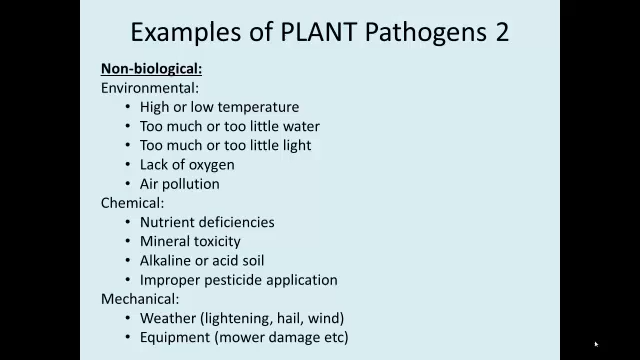 Examples of PLANT Pathogens 2
Non-biological:
Environmental:
• High or low temperature
• Too much or too little water
• Too much or too little light
• Lack of oxygen
• Air pollution
Chemical:
• Nutrient deficiencies
• Mineral toxicity
• Alkaline or acid soil
• Improper pesticide application
Mechanical:
• Weather (lightening, hail, wind)
• Equipment (mower damage etc)